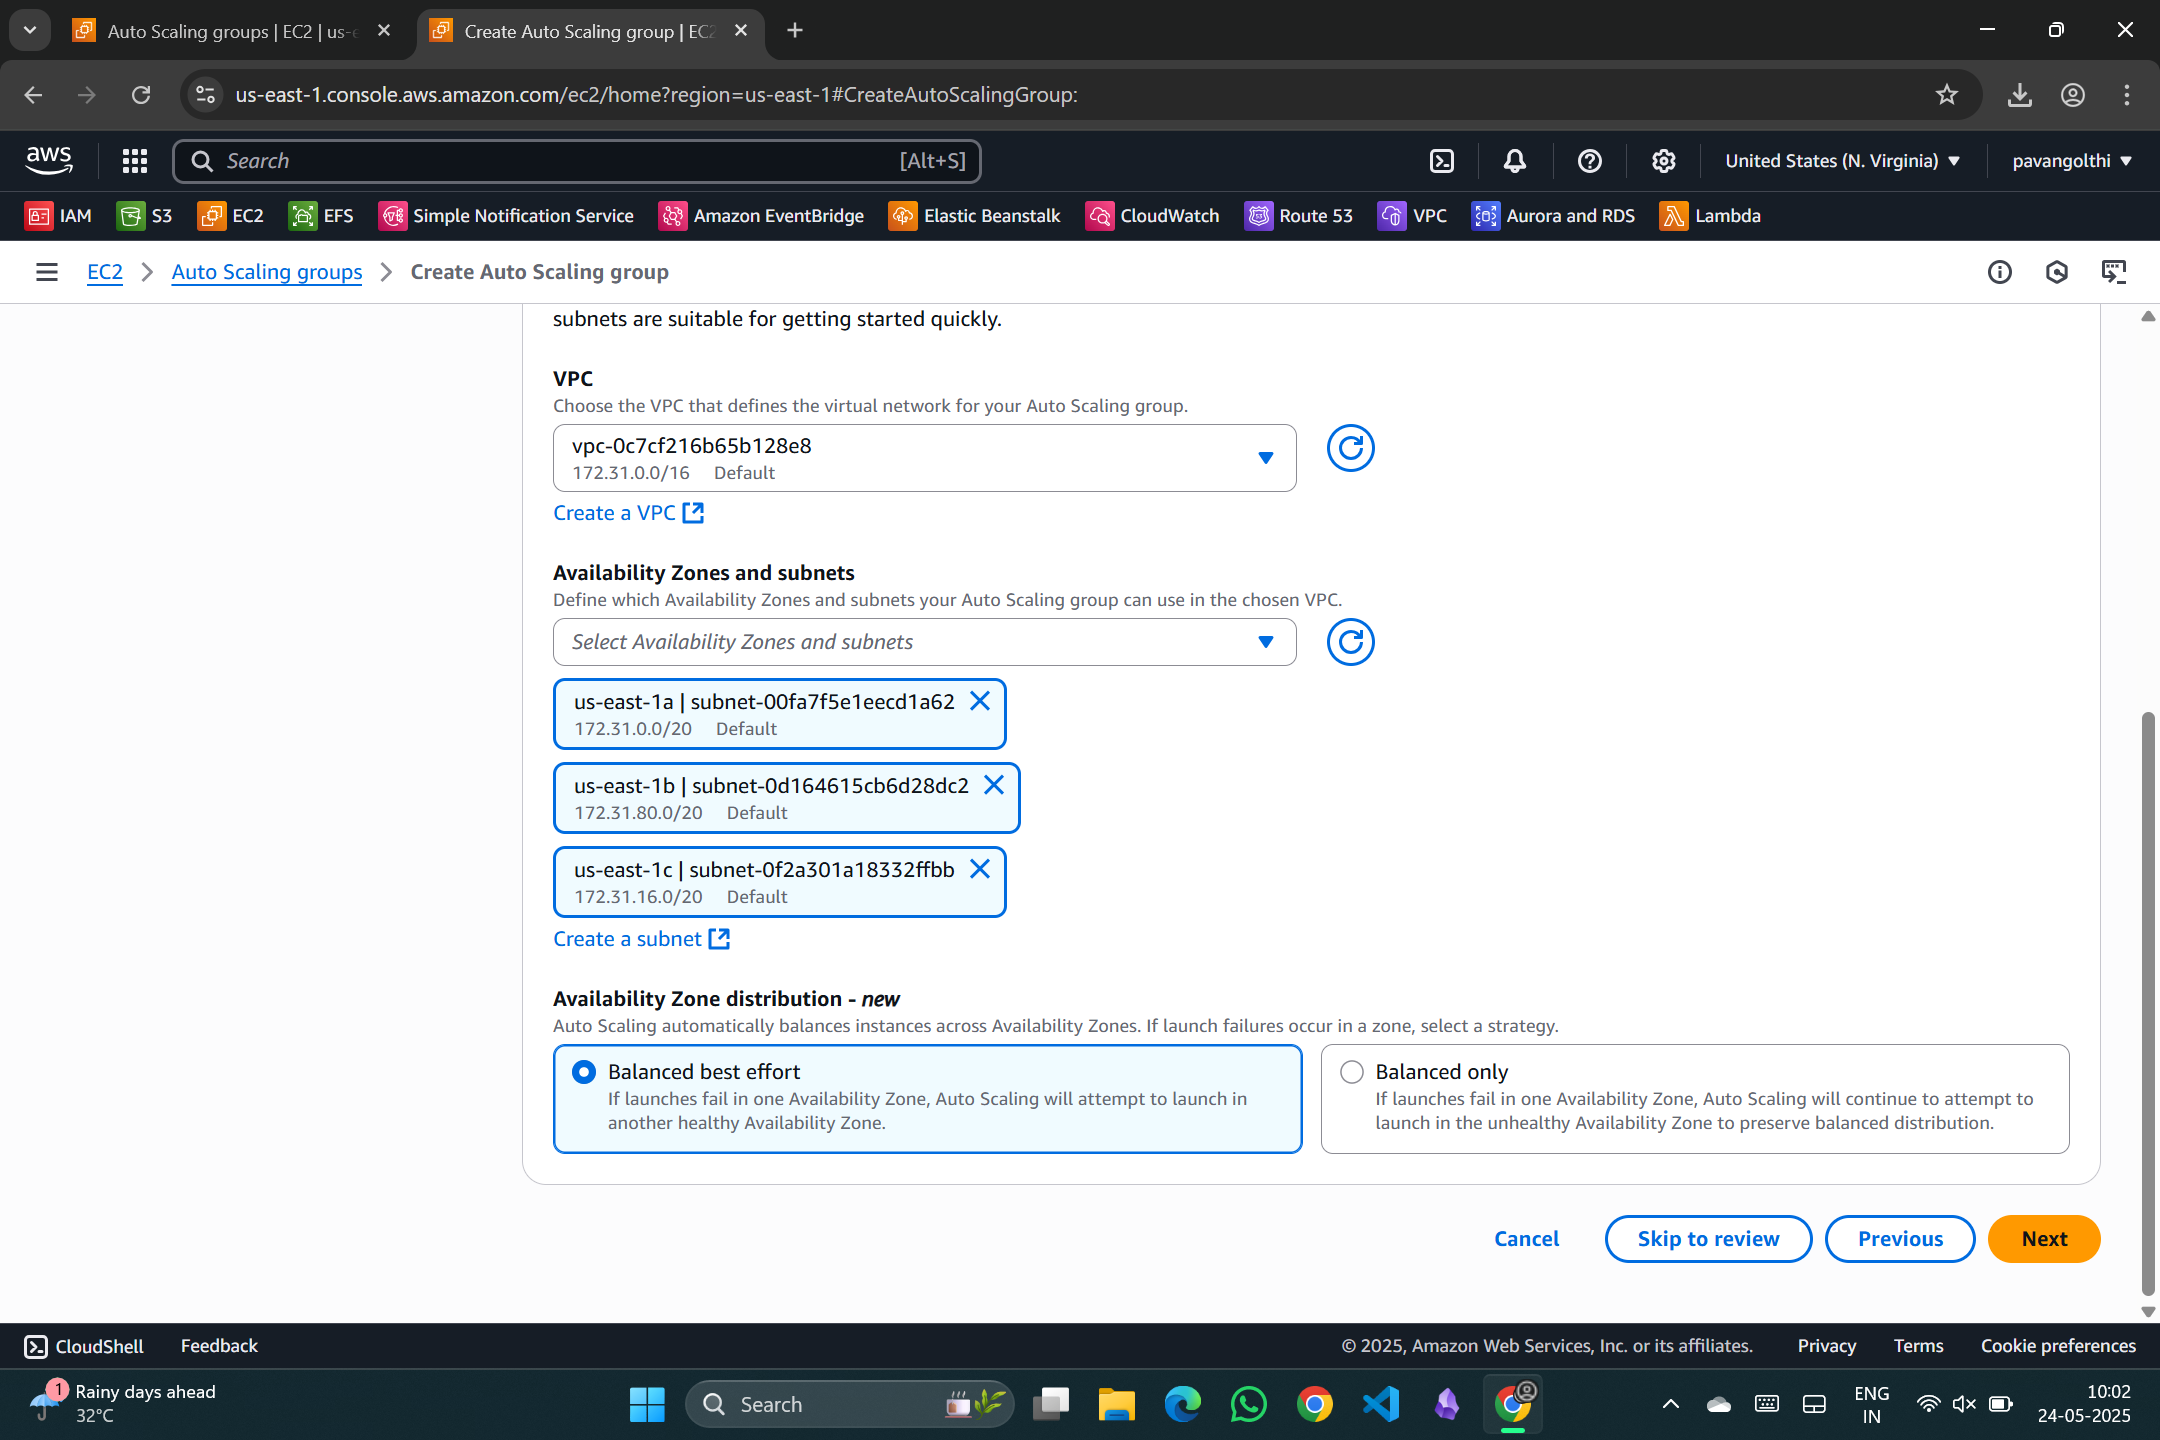 Auto Scaling groups | EC2 | us-e
Create Auto Scaling group | EC2
us-east-1.console.aws.amazon.com/ec2/home?region=us-east-1#CreateAutoScalingGroup:
aws
Search
[Alt+S]
United States (N. Virginia)
pavangolthi
IAM
S3
EC2
EFS
Simple Notification Service
Amazon EventBridge
Elastic Beanstalk
CloudWatch
Route 53
VPC
Aurora and RDS
Lambda
EC2
Auto Scaling groups
Create Auto Scaling group
subnets are suitable for getting started quickly.
VPC
Choose the VPC that defines the virtual network for your Auto Scaling group.
vpc-0c7cf216b65b128e8
172.31.0.0/16 Default
Create a VPC
Availability Zones and subnets
Define which Availability Zones and subnets your Auto Scaling group can use in the chosen VPC.
Select Availability Zones and subnets
us-east-1a | subnet-00fa7f5e1eecd1a62
172.31.0.0/20 Default
us-east-1b | subnet-0d164615cb6d28dc2
172.31.80.0/20 Default
us-east-1c | subnet-0f2a301a18332ffbb
172.31.16.0/20 Default
Create a subnet
Availability Zone distribution - new
Auto Scaling automatically balances instances across Availability Zones. If launch failures occur in a zone, select a strategy.
Balanced best effort
If launches fail in one Availability Zone, Auto Scaling will attempt to launch in
another healthy Availability Zone.
Balanced only
If launches fail in one Availability Zone, Auto Scaling will continue to attempt to
launch in the unhealthy Availability Zone to preserve balanced distribution.
Cancel
Skip to review
Previous
Next
CloudShell
Feedback
© 2025, Amazon Web Services, Inc. or its affiliates.
Privacy
Terms
Cookie preferences
1
Rainy days ahead
32°C
Search
ENG
IN
10:02
24-05-2025